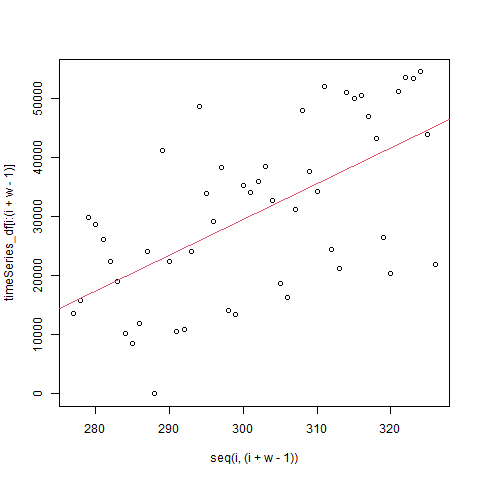 timeSeries_df[i:(i + w - 1)]
50000
40000
30000
20000
10000
0
280 290 300 310 320
seq(i, (i + w - 1))